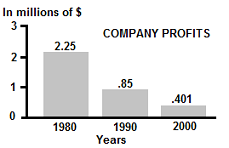 In millions of $
COMPANY PROFITS
3
2.25
2
.85
1
.401
0
1980 1990 2000
Years